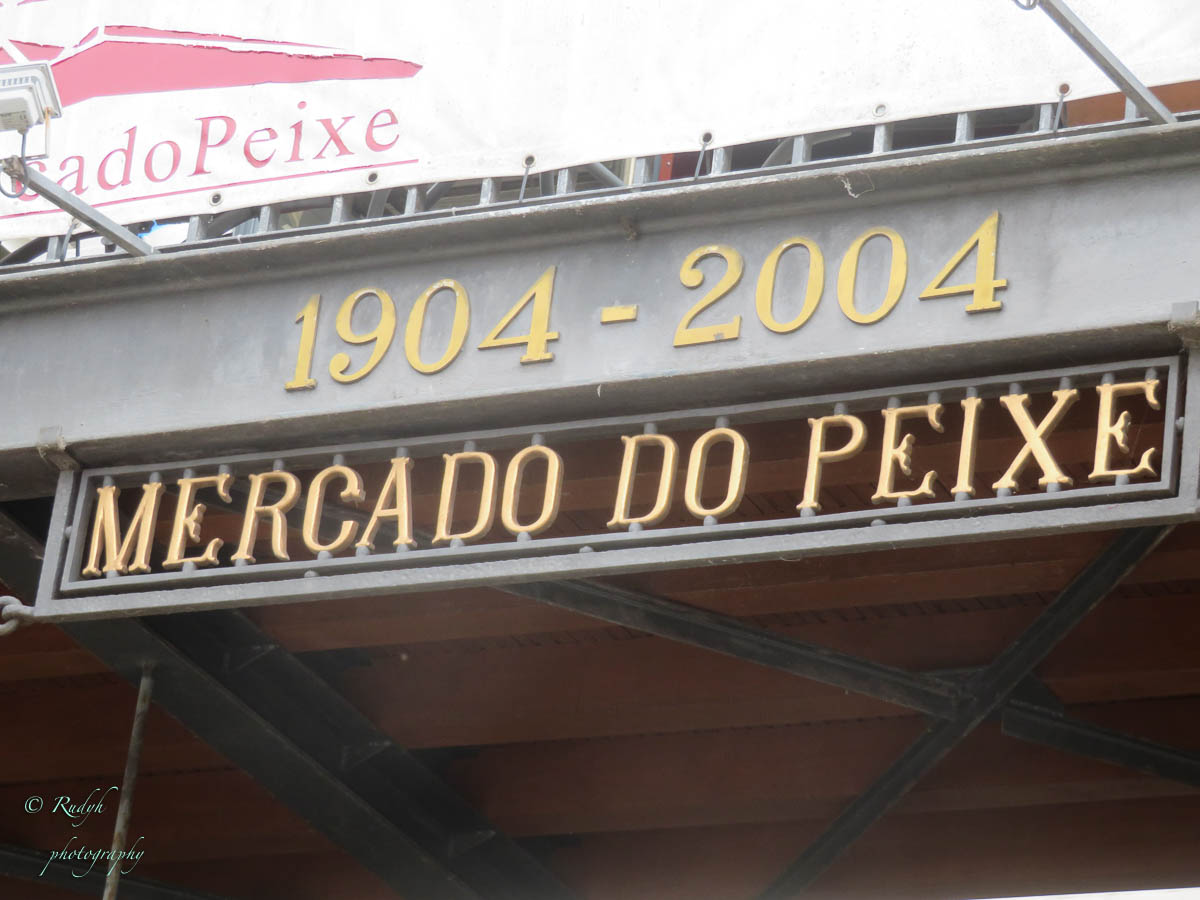 cadoPeixe
1904 - 2004
MERCADO DO PEIXE
© Rudyh
photography